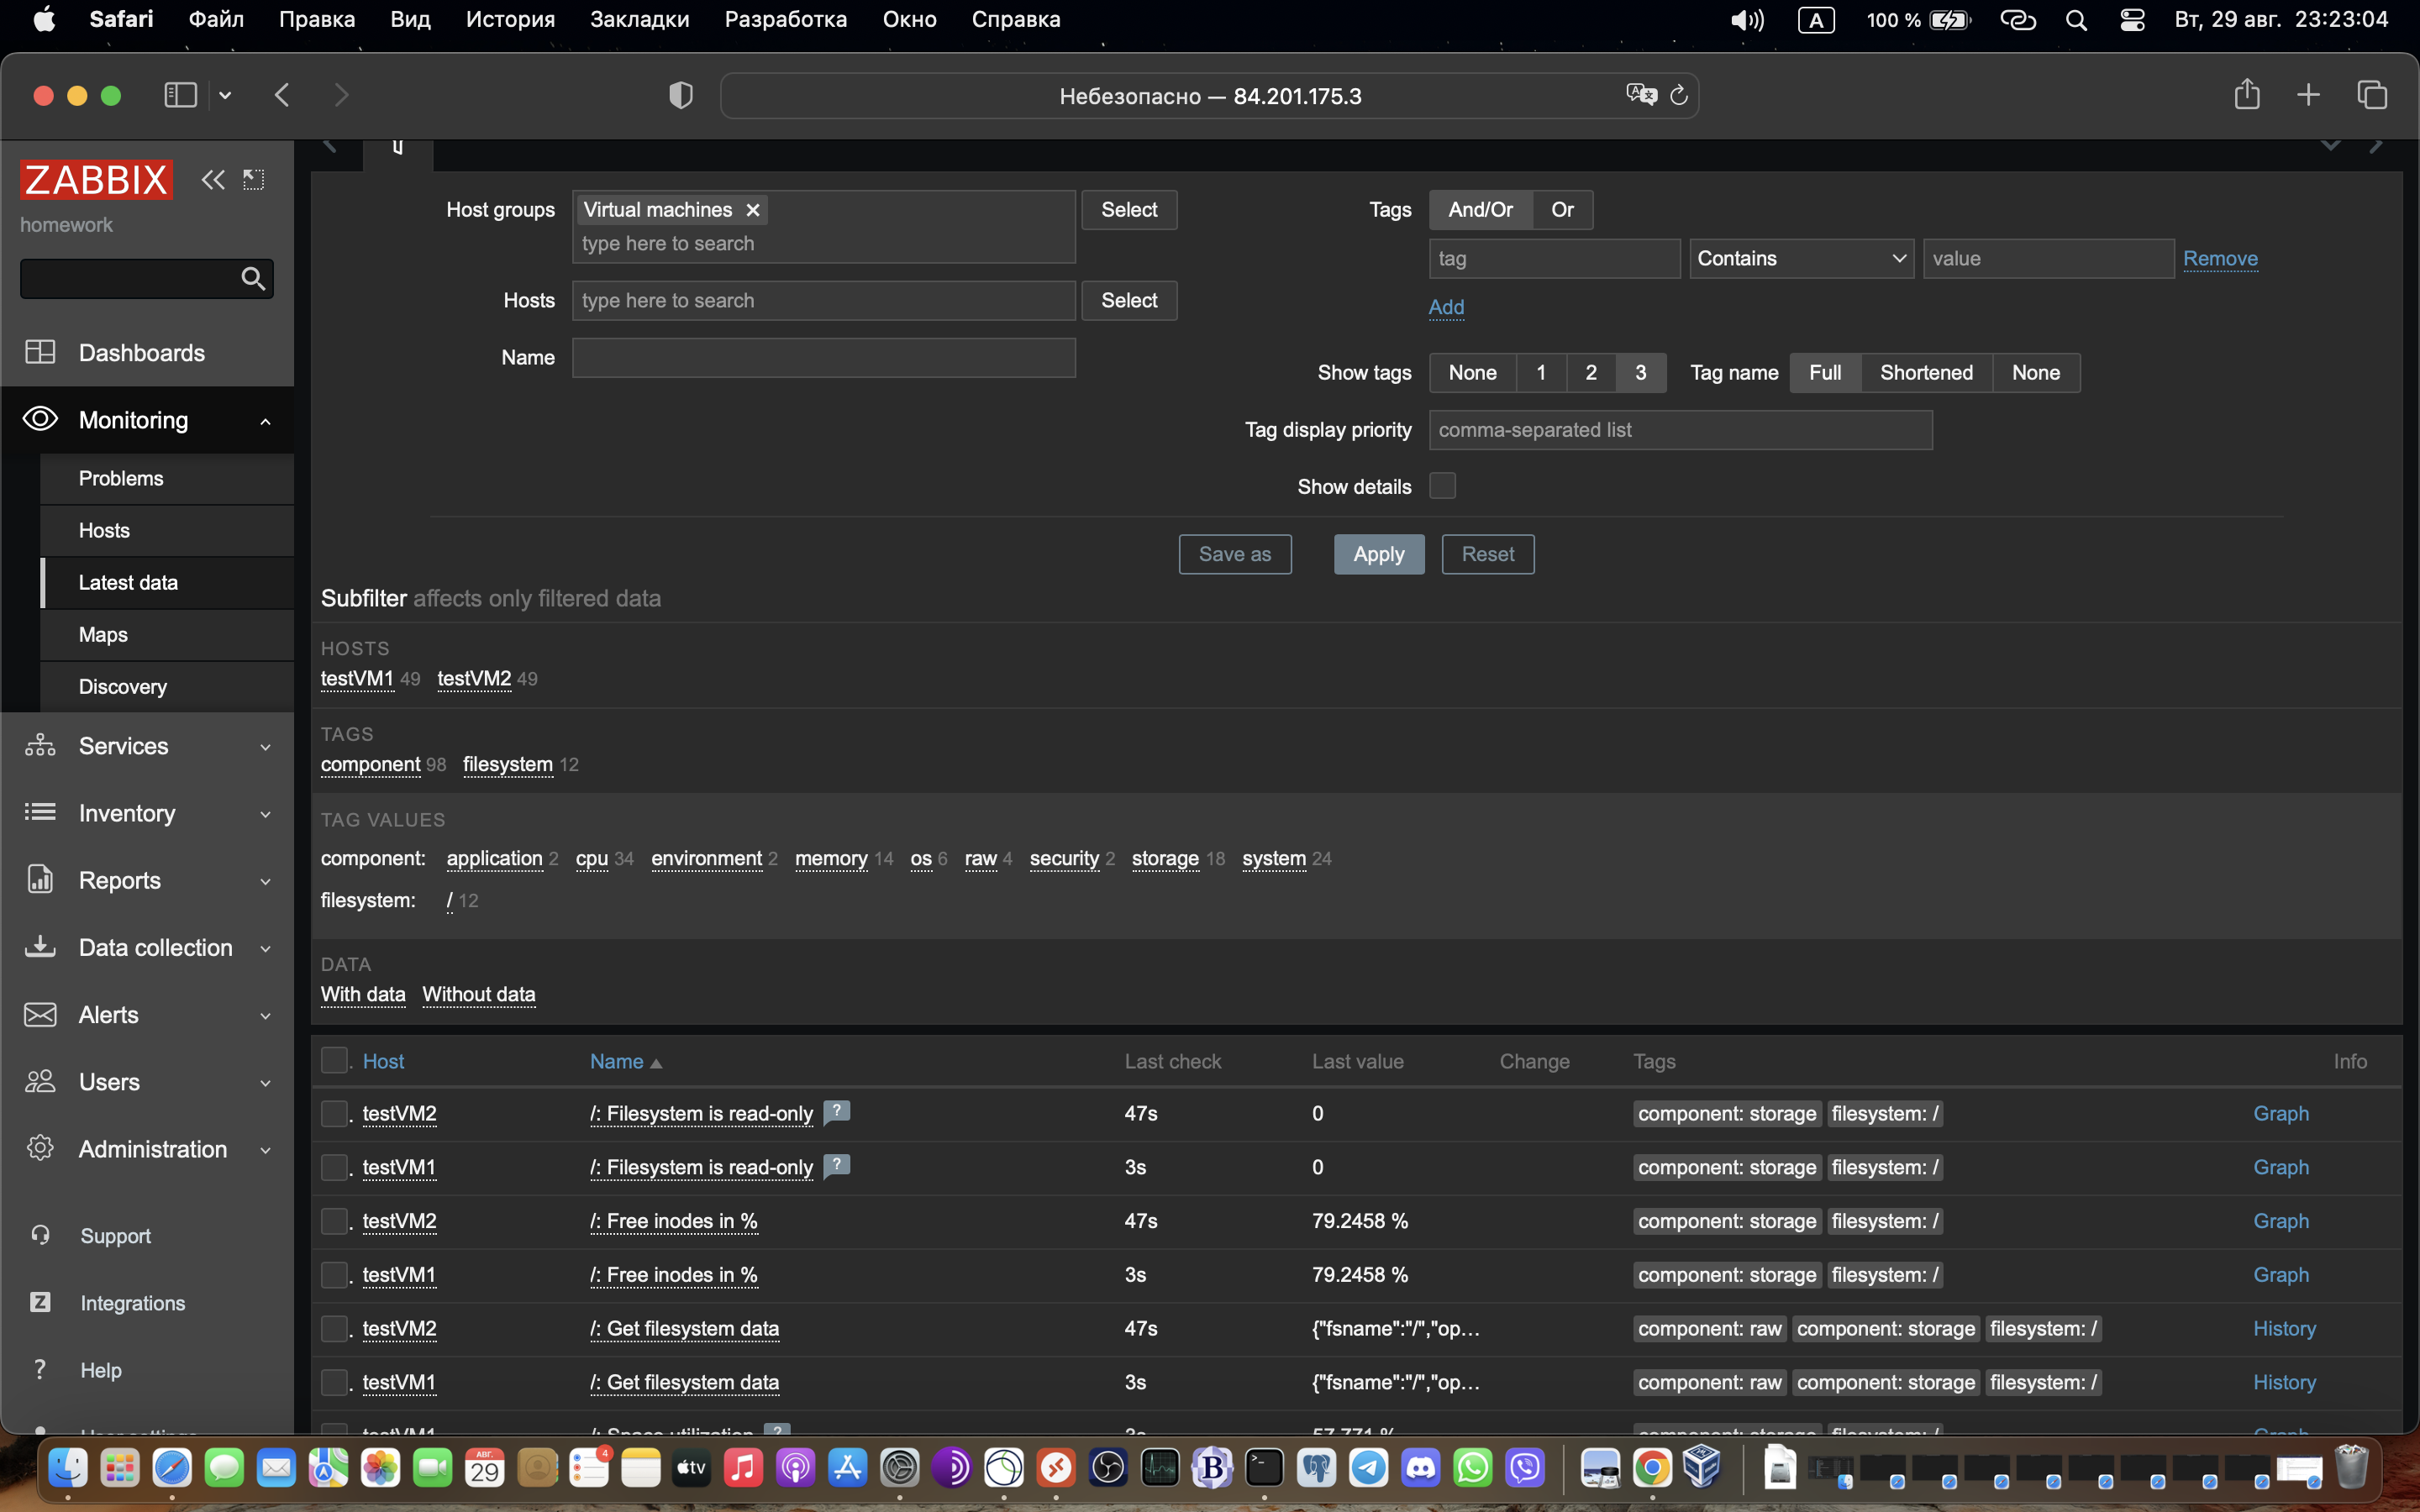 Safari Файл Правка Вид История Закладки Разработка Окно Справка A 100 % Вт, 29 авг. 23:23:04
Небезопасно — 84.201.175.3
ZABBIX
homework
Dashboards
Monitoring
Problems
Hosts
Latest data
Maps
Discovery
Services
Inventory
Reports
Data collection
Alerts
Users
Administration
Support
Integrations
Help
Host groups Virtual machines Select
type here to search
Hosts type here to search Select
Name
Tags And/Or Or
tag Contains value Remove
Add
Show tags None 1 2 3 Tag name Full Shortened None
Tag display priority comma-separated list
Show details
Save as Apply Reset
Subfilter affects only filtered data
HOSTS
testVM1 49 testVM2 49
TAGS
component 98 filesystem 12
TAG VALUES
component: application 2 cpu 34 environment 2 memory 14 os 6 raw 4 security 2 storage 18 system 24
filesystem: / 12
DATA
With data Without data
Host Name Last check Last value Change Tags Info
testVM2 /: Filesystem is read-only ? 47s 0 component: storage filesystem: / Graph
testVM1 /: Filesystem is read-only ? 3s 0 component: storage filesystem: / Graph
testVM2 /: Free inodes in % 47s 79.2458 % component: storage filesystem: / Graph
testVM1 /: Free inodes in % 3s 79.2458 % component: storage filesystem: / Graph
testVM2 /: Get filesystem data 47s {"fsname":"/","op... component: raw component: storage filesystem: / History
testVM1 /: Get filesystem data 3s {"fsname":"/","op... component: raw component: storage filesystem: / History
АВГ. 29 4 tv B